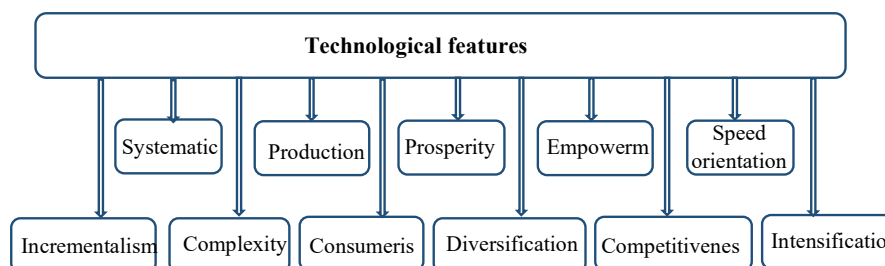 Technological features
Systematic
Production
Prosperity
Empowerm
Speed
orientation
Incrementalism
Complexity
Consumeris
Diversification
Competitivenes
Intensificatio